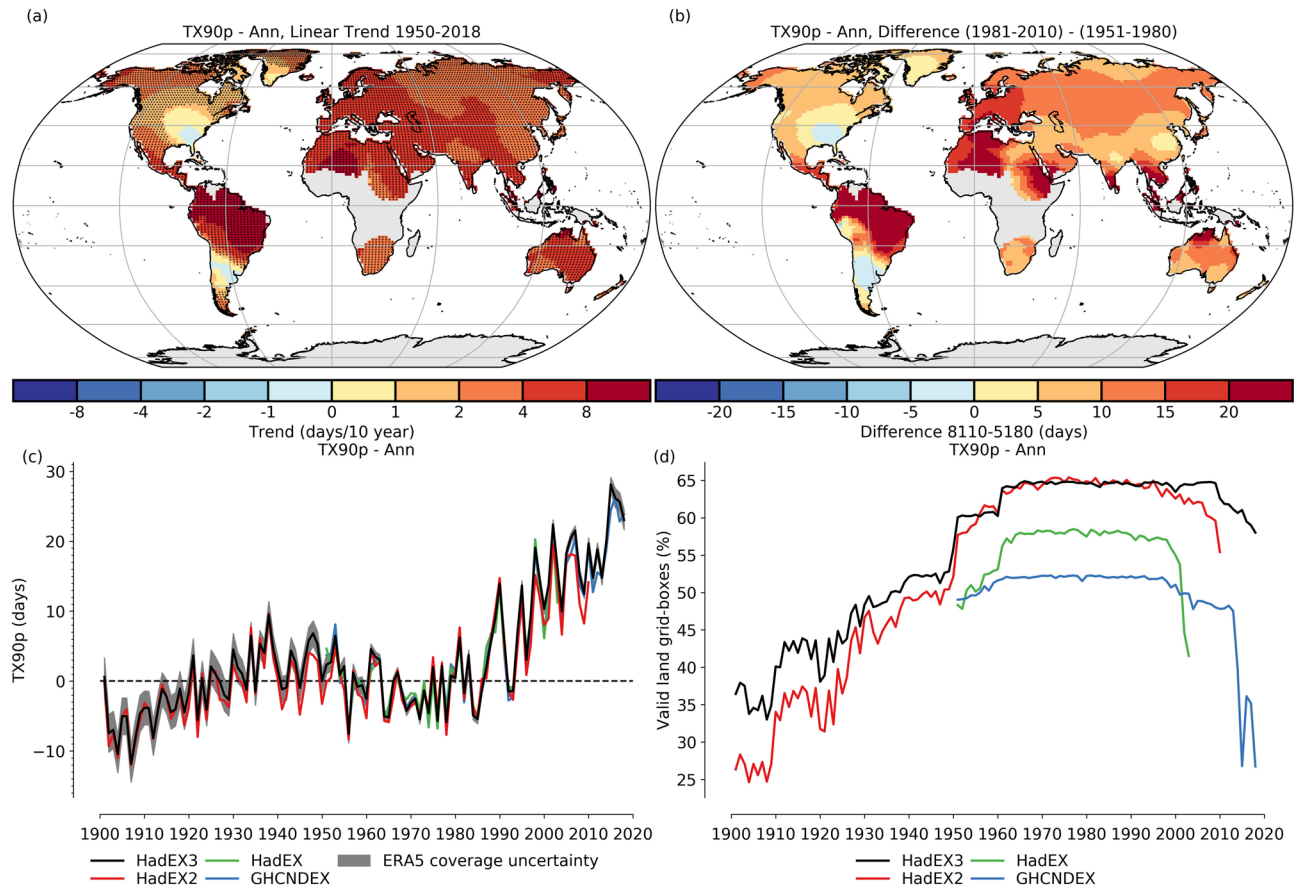 (a)
TX90p - Ann, Linear Trend 1950-2018
(b)
TX90p - Ann, Difference (1981-2010) - (1951-1980)
-8 -4 -2 -1 0 1 2 4 8
Trend (days/10 year)
-20 -15 -10 -5 0 5 10 15 20
Difference 8110-5180 (days)
(c)
TX90p - Ann
30
20
10
0
−10
TX90p (days)
1900 1910 1920 1930 1940 1950 1960 1970 1980 1990 2000 2010 2020
HadEX3 HadEX ERA5 coverage uncertainty
HadEX2 GHCNDEX
(d)
TX90p - Ann
65
60
55
50
45
40
35
30
25
Valid land grid-boxes (%)
1900 1910 1920 1930 1940 1950 1960 1970 1980 1990 2000 2010 2020
HadEX3 HadEX
HadEX2 GHCNDEX